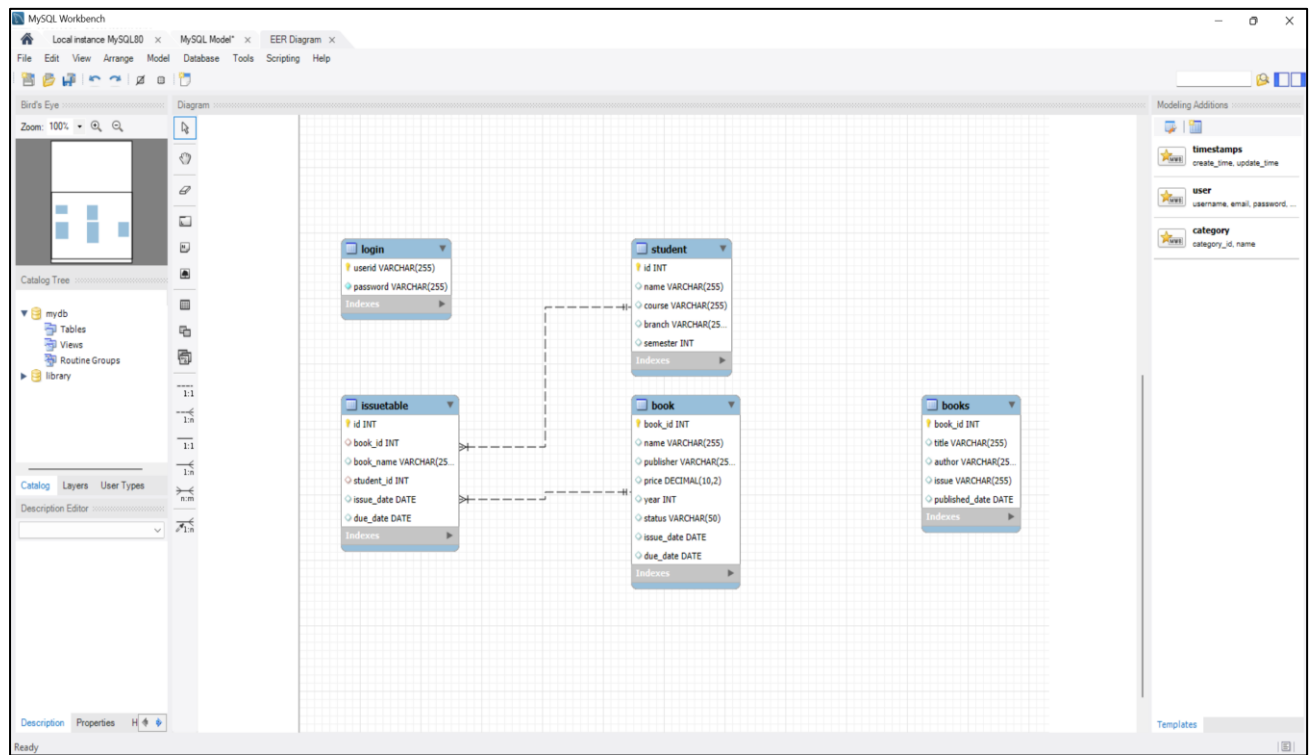 MySQL Workbench
Local instance MySQL80 × MySQL Model* × EER Diagram ×
File Edit View Arrange Model Database Tools Scripting Help
Bird's Eye
Zoom: 100%
Catalog Tree
mydb
Tables
Views
Routine Groups
library
Catalog Layers User Types
Description Editor
Description Properties H
Ready
Diagram
1:1
1:n
1:1
1:n
n:m
1:n
login
userid VARCHAR(255)
password VARCHAR(255)
Indexes
student
id INT
name VARCHAR(255)
course VARCHAR(255)
branch VARCHAR(25...
semester INT
Indexes
issuetable
id INT
book_id INT
book_name VARCHAR(25...
student_id INT
issue_date DATE
due_date DATE
Indexes
book
book_id INT
name VARCHAR(255)
publisher VARCHAR(25...
price DECIMAL(10,2)
year INT
status VARCHAR(50)
issue_date DATE
due_date DATE
Indexes
books
book_id INT
title VARCHAR(255)
author VARCHAR(25...
issue VARCHAR(255)
published_date DATE
Indexes
Modeling Additions
timestamps
create_time, update_time
user
username, email, password, ...
category
category_id, name
Templates